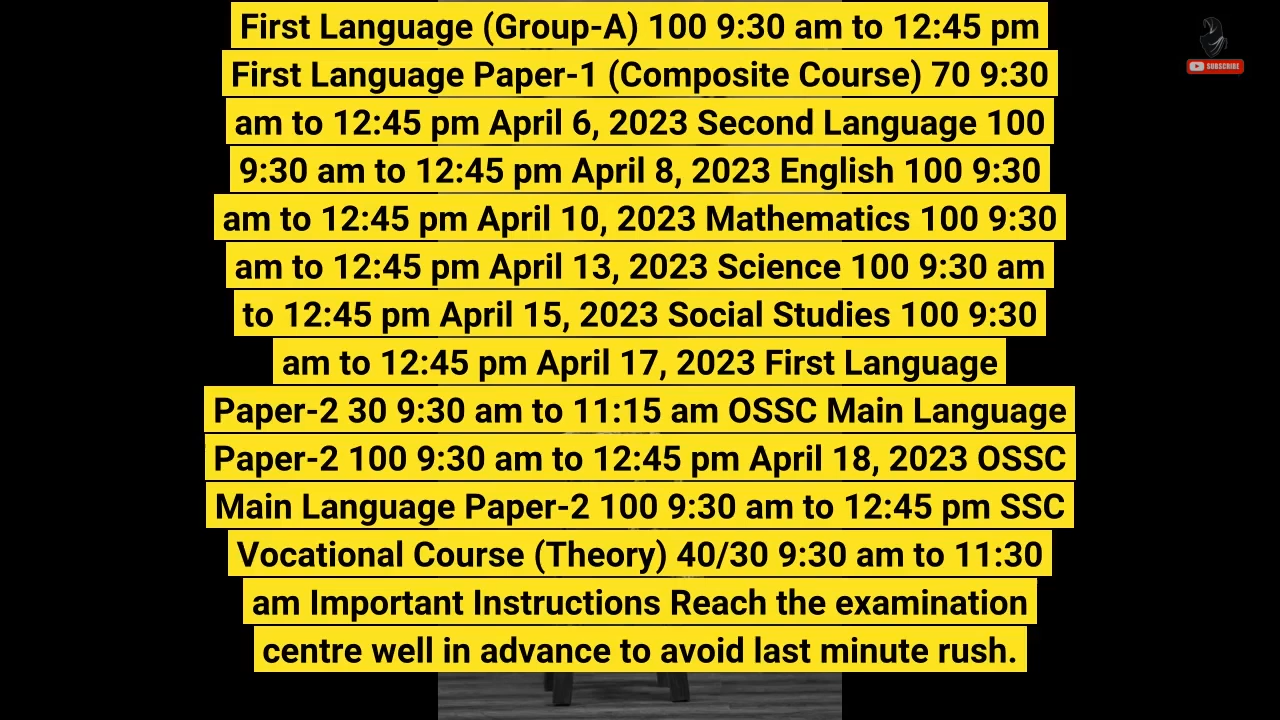 First Language (Group-A) 100 9:30 am to 12:45 pm
First Language Paper-1 (Composite Course) 70 9:30
am to 12:45 pm April 6, 2023 Second Language 100
9:30 am to 12:45 pm April 8, 2023 English 100 9:30
am to 12:45 pm April 10, 2023 Mathematics 100 9:30
am to 12:45 pm April 13, 2023 Science 100 9:30 am
to 12:45 pm April 15, 2023 Social Studies 100 9:30
am to 12:45 pm April 17, 2023 First Language
Paper-2 30 9:30 am to 11:15 am OSSC Main Language
Paper-2 100 9:30 am to 12:45 pm April 18, 2023 OSSC
Main Language Paper-2 100 9:30 am to 12:45 pm SSC
Vocational Course (Theory) 40/30 9:30 am to 11:30
am Important Instructions Reach the examination
centre well in advance to avoid last minute rush.
SUBSCRIBE